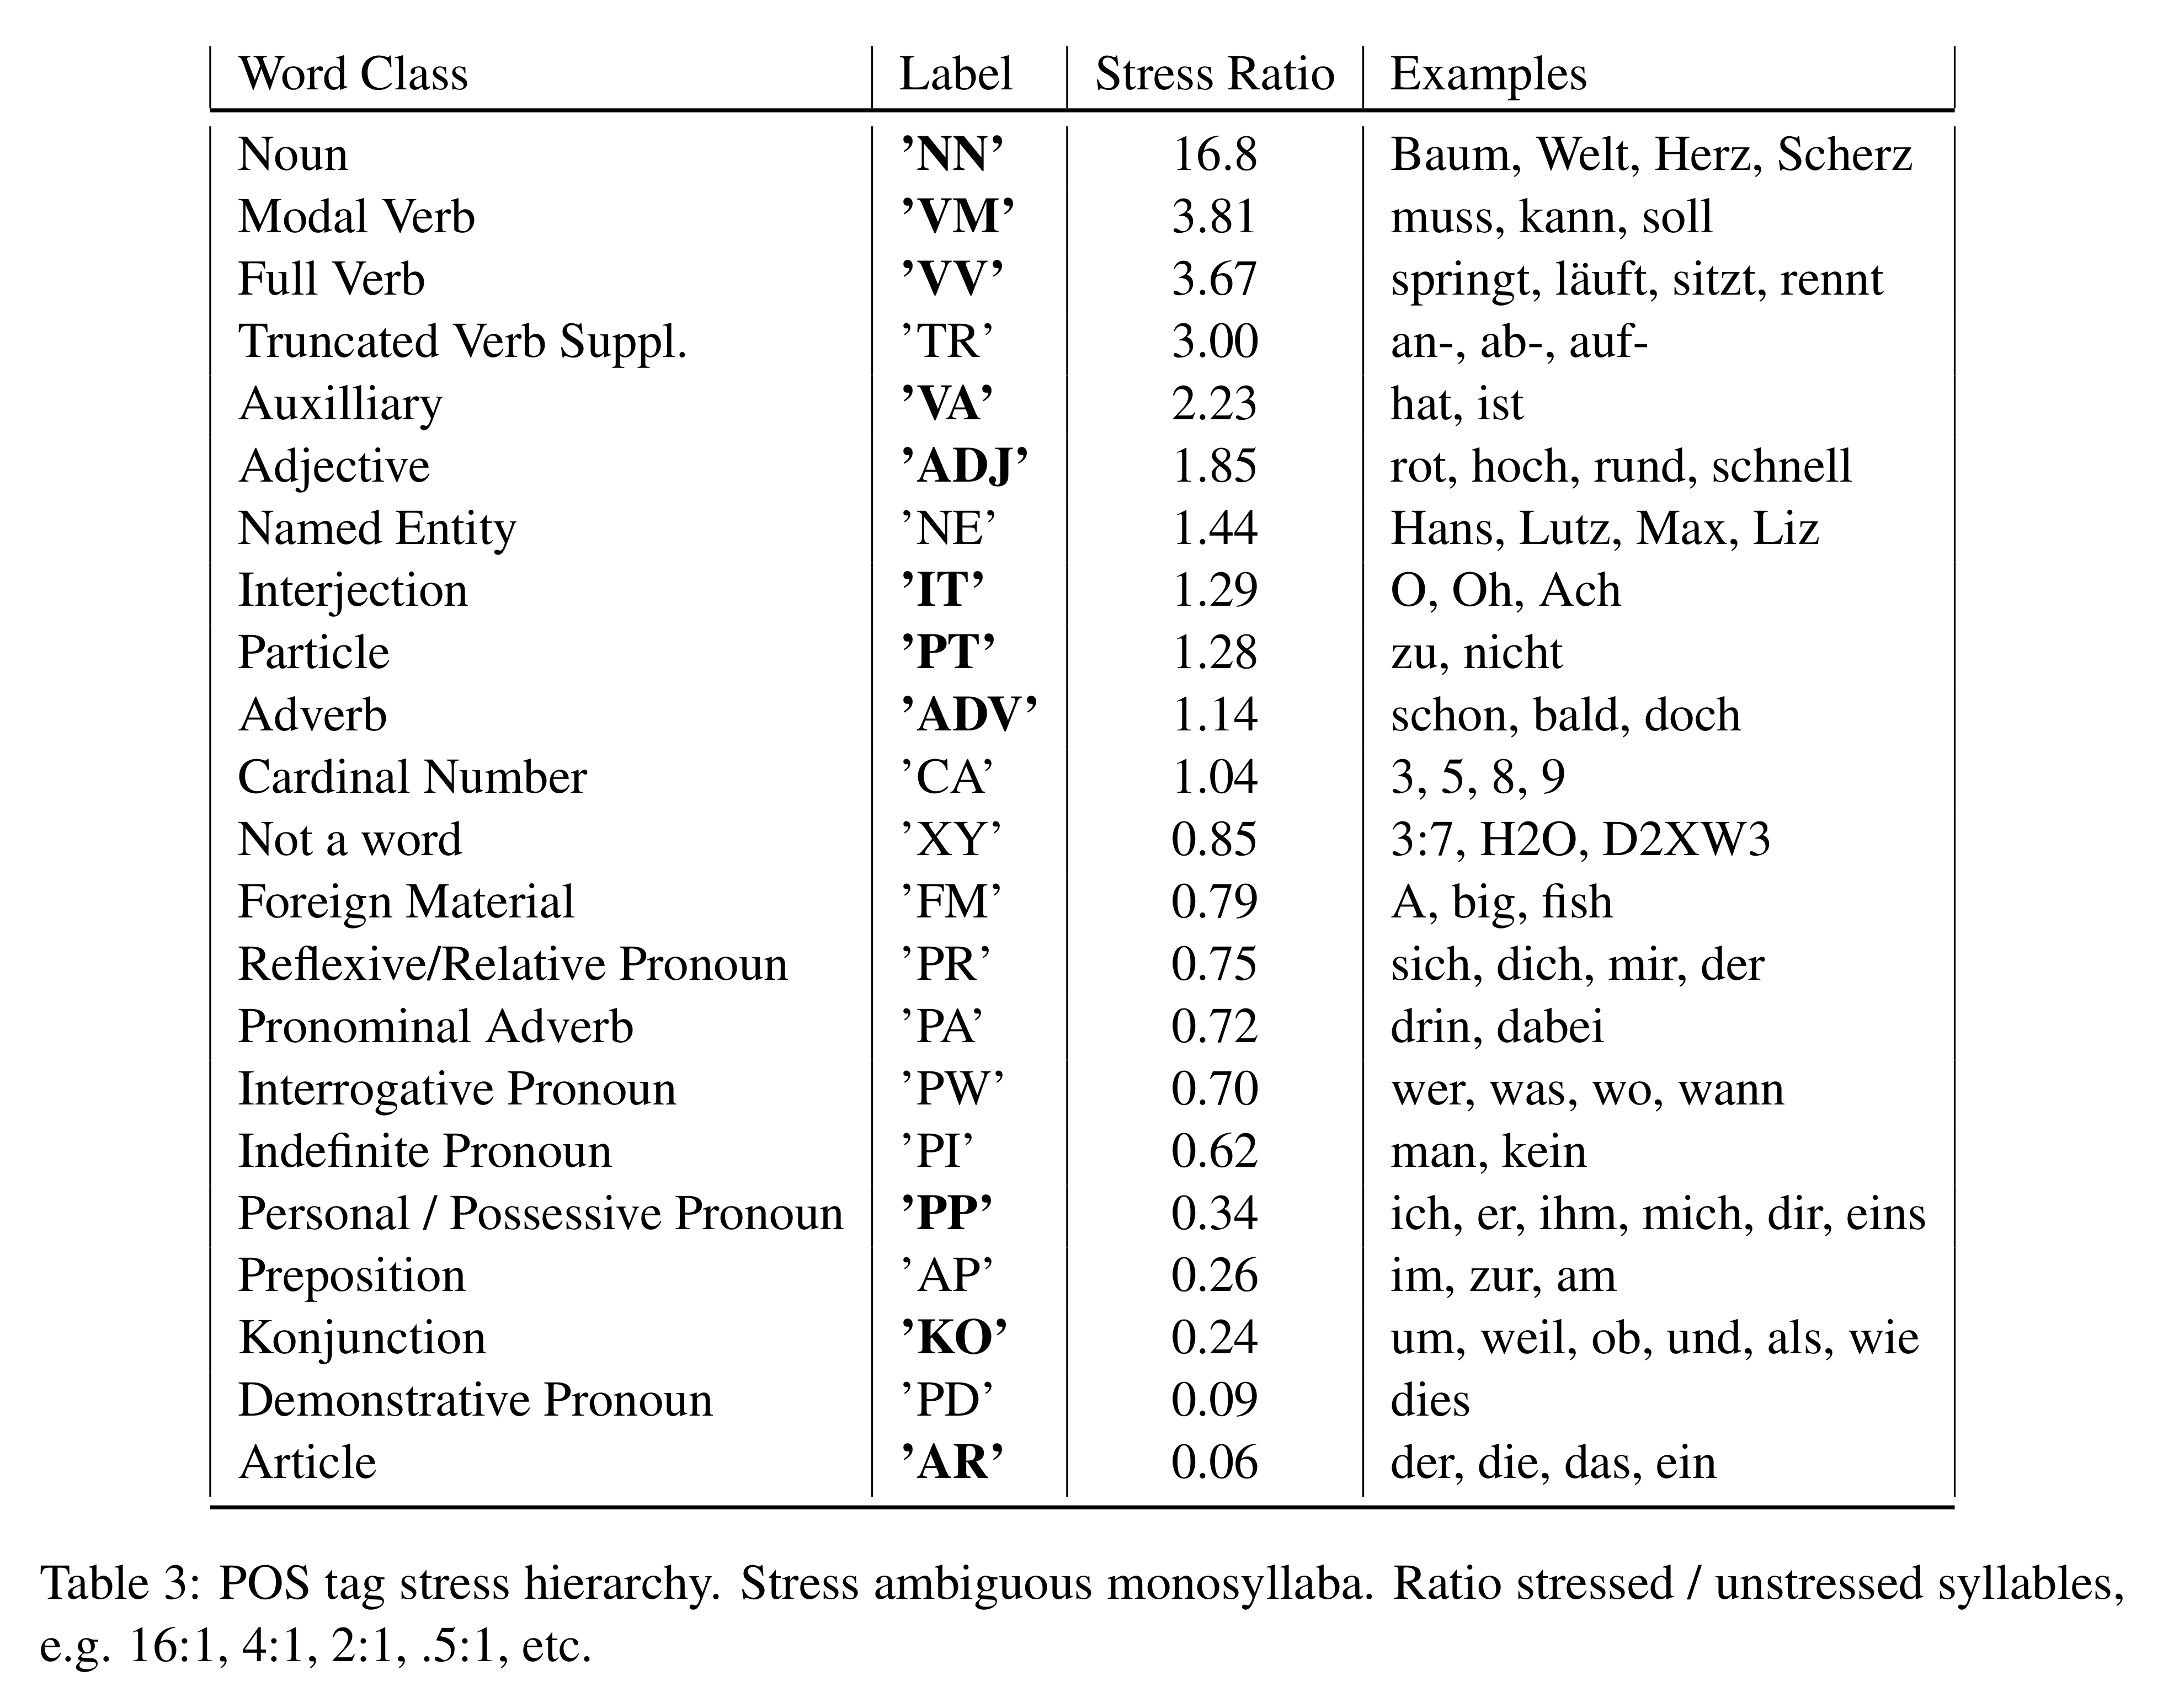 Word Class Label Stress Ratio Examples
Noun ’NN’ 16.8 Baum, Welt, Herz, Scherz
Modal Verb ’VM’ 3.81 muss, kann, soll
Full Verb ’VV’ 3.67 springt, läuft, sitzt, rennt
Truncated Verb Suppl. ’TR’ 3.00 an-, ab-, auf-
Auxilliary ’VA’ 2.23 hat, ist
Adjective ’ADJ’ 1.85 rot, hoch, rund, schnell
Named Entity ’NE’ 1.44 Hans, Lutz, Max, Liz
Interjection ’IT’ 1.29 O, Oh, Ach
Particle ’PT’ 1.28 zu, nicht
Adverb ’ADV’ 1.14 schon, bald, doch
Cardinal Number ’CA’ 1.04 3, 5, 8, 9
Not a word ’XY’ 0.85 3:7, H2O, D2XW3
Foreign Material ’FM’ 0.79 A, big, fish
Reflexive/Relative Pronoun ’PR’ 0.75 sich, dich, mir, der
Pronominal Adverb ’PA’ 0.72 drin, dabei
Interrogative Pronoun ’PW’ 0.70 wer, was, wo, wann
Indefinite Pronoun ’PI’ 0.62 man, kein
Personal / Possessive Pronoun ’PP’ 0.34 ich, er, ihm, mich, dir, eins
Preposition ’AP’ 0.26 im, zur, am
Konjunction ’KO’ 0.24 um, weil, ob, und, als, wie
Demonstrative Pronoun ’PD’ 0.09 dies
Article ’AR’ 0.06 der, die, das, ein
Table 3: POS tag stress hierarchy. Stress ambiguous monosyllaba. Ratio stressed / unstressed syllables,
e.g. 16:1, 4:1, 2:1, .5:1, etc.